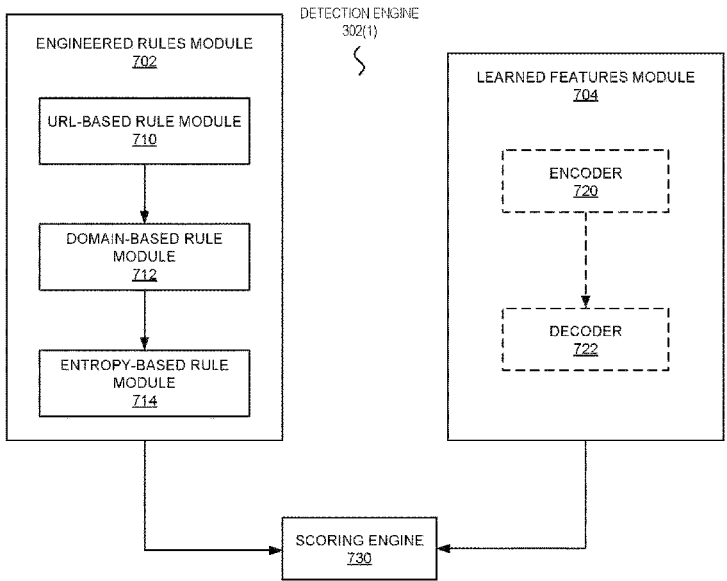 DETECTION ENGINE
302(1)
ENGINEERED RULES MODULE
702
URL-BASED RULE MODULE
710
DOMAIN-BASED RULE
MODULE
712
ENTROPY-BASED RULE
MODULE
714
LEARNED FEATURES MODULE
704
ENCODER
720
DECODER
722
SCORING ENGINE
730